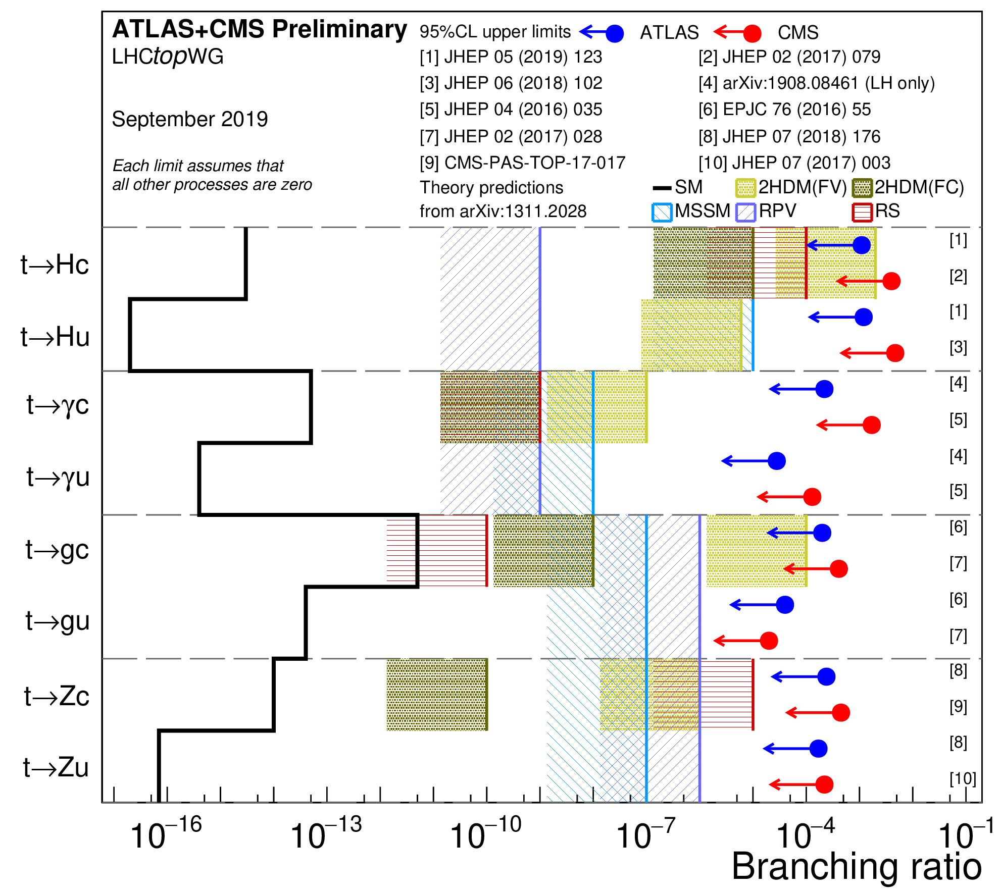 ATLAS+CMS Preliminary
LHCtopWG
September 2019
Each limit assumes that
all other processes are zero
95%CL upper limits ATLAS CMS
[1] JHEP 05 (2019) 123 [2] JHEP 02 (2017) 079
[3] JHEP 06 (2018) 102 [4] arXiv:1908.08461 (LH only)
[5] JHEP 04 (2016) 035 [6] EPJC 76 (2016) 55
[7] JHEP 02 (2017) 028 [8] JHEP 07 (2018) 176
[9] CMS-PAS-TOP-17-017 [10] JHEP 07 (2017) 003
Theory predictions SM 2HDM(FV) 2HDM(FC)
from arXiv:1311.2028 MSSM RPV RS
[1]
t→Hc
[2]
[1]
t→Hu
[3]
[4]
t→γc
[5]
[4]
t→γu
[5]
[6]
t→gc
[7]
[6]
t→gu
[7]
[8]
t→Zc
[9]
[8]
t→Zu
[10]
10⁻¹⁶ 10⁻¹³ 10⁻¹⁰ 10⁻⁷ 10⁻⁴ 10⁻¹
Branching ratio